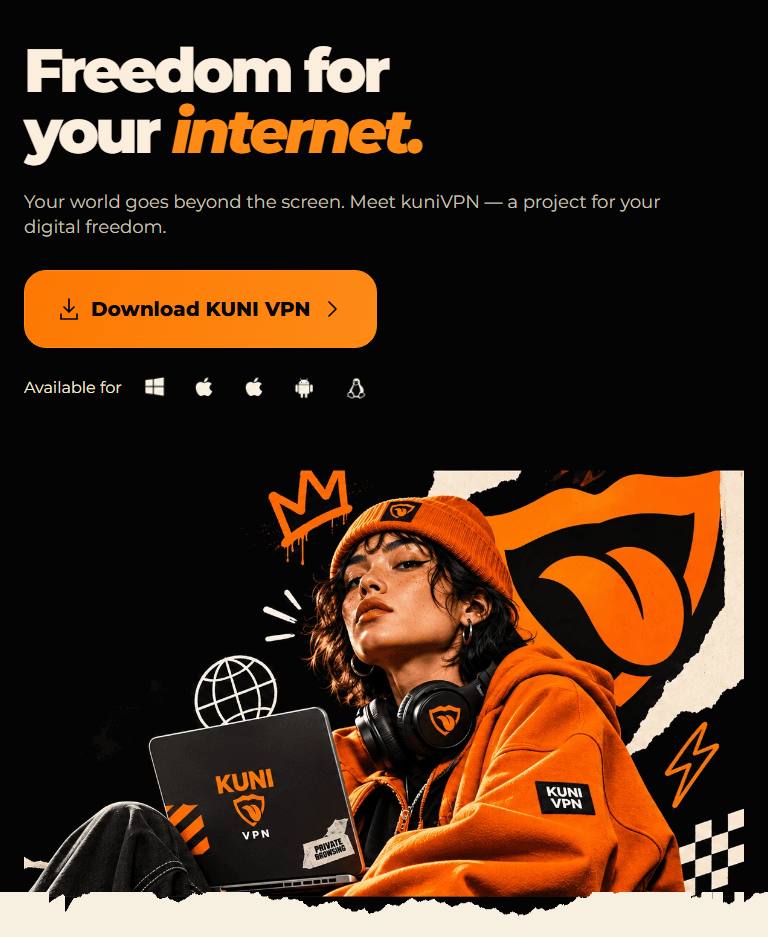 Freedom for
your internet.
Your world goes beyond the screen. Meet kuniVPN — a project for your
digital freedom.
Download KUNI VPN
Available for
KUNI
VPN
PRIVATE
BROWSING
KUNI
VPN